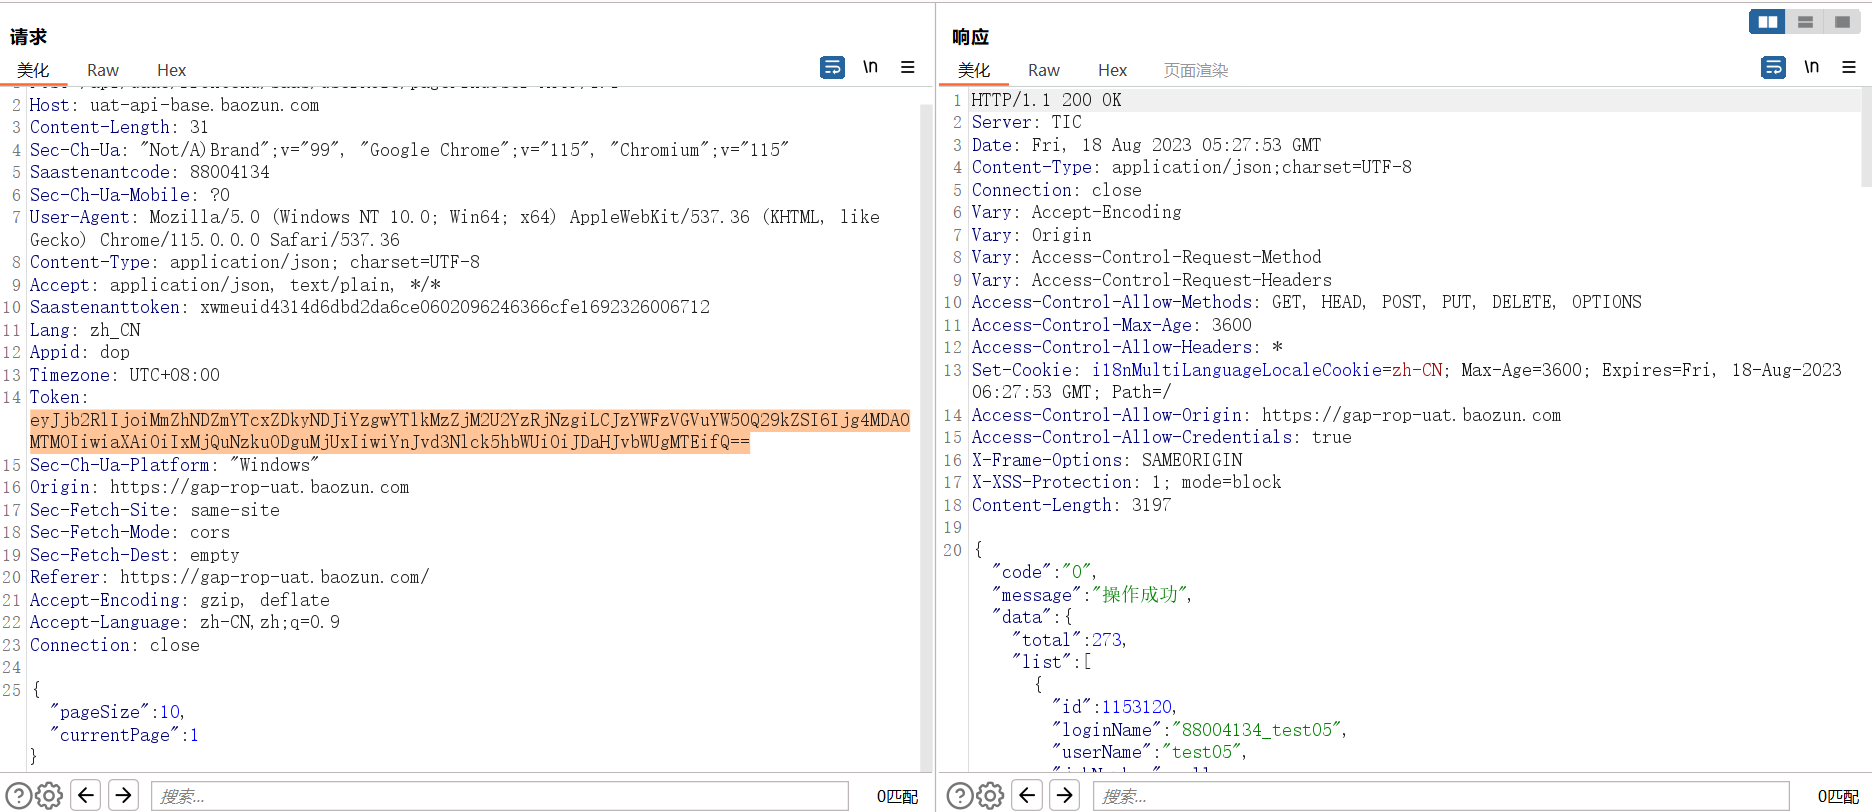 请求
美化 Raw Hex
\n
2 Host: uat-api-base.baozun.com
3 Content-Length: 31
4 Sec-Ch-Ua: "Not/A)Brand";v="99", "Google Chrome";v="115", "Chromium";v="115"
5 Saastenantcode: 88004134
6 Sec-Ch-Ua-Mobile: ?0
7 User-Agent: Mozilla/5.0 (Windows NT 10.0; Win64; x64) AppleWebKit/537.36 (KHTML, like
Gecko) Chrome/115.0.0.0 Safari/537.36
8 Content-Type: application/json; charset=UTF-8
9 Accept: application/json, text/plain, */*
10 Saastenanttoken: xwmeuid4314d6dbd2da6ce0602096246366cfe1692326006712
11 Lang: zh_CN
12 Appid: dop
13 Timezone: UTC+08:00
14 Token:
eyJjb2RlIjoiMmZhNDZmYTcxZDkyNDJiYzgwYTlkMzZjM2U2YzRjNzgiLCJzYWFzVGVuYW50Q29kZSI6Ijg4MDA0
MTM0IiwiaXAiOiIxMjQuNzkuODguMjUxIiwiYnJvd3Nlck5hbWUiOiJDaHJvbWUgMTEifQ==
15 Sec-Ch-Ua-Platform: "Windows"
16 Origin: https://gap-rop-uat.baozun.com
17 Sec-Fetch-Site: same-site
18 Sec-Fetch-Mode: cors
19 Sec-Fetch-Dest: empty
20 Referer: https://gap-rop-uat.baozun.com/
21 Accept-Encoding: gzip, deflate
22 Accept-Language: zh-CN,zh;q=0.9
23 Connection: close
24
25 {
"pageSize":10,
"currentPage":1
}
搜索...
0匹配
响应
美化 Raw Hex 页面渲染
\n
1 HTTP/1.1 200 OK
2 Server: TIC
3 Date: Fri, 18 Aug 2023 05:27:53 GMT
4 Content-Type: application/json;charset=UTF-8
5 Connection: close
6 Vary: Accept-Encoding
7 Vary: Origin
8 Vary: Access-Control-Request-Method
9 Vary: Access-Control-Request-Headers
10 Access-Control-Allow-Methods: GET, HEAD, POST, PUT, DELETE, OPTIONS
11 Access-Control-Max-Age: 3600
12 Access-Control-Allow-Headers: *
13 Set-Cookie: i18nMultiLanguageLocaleCookie=zh-CN; Max-Age=3600; Expires=Fri, 18-Aug-2023
06:27:53 GMT; Path=/
14 Access-Control-Allow-Origin: https://gap-rop-uat.baozun.com
15 Access-Control-Allow-Credentials: true
16 X-Frame-Options: SAMEORIGIN
17 X-XSS-Protection: 1; mode=block
18 Content-Length: 3197
19
20 {
"code":"0",
"message":"操作成功",
"data":{
"total":273,
"list":[
{
"id":1153120,
"loginName":"88004134_test05",
"userName":"test05",
搜索...
0匹配